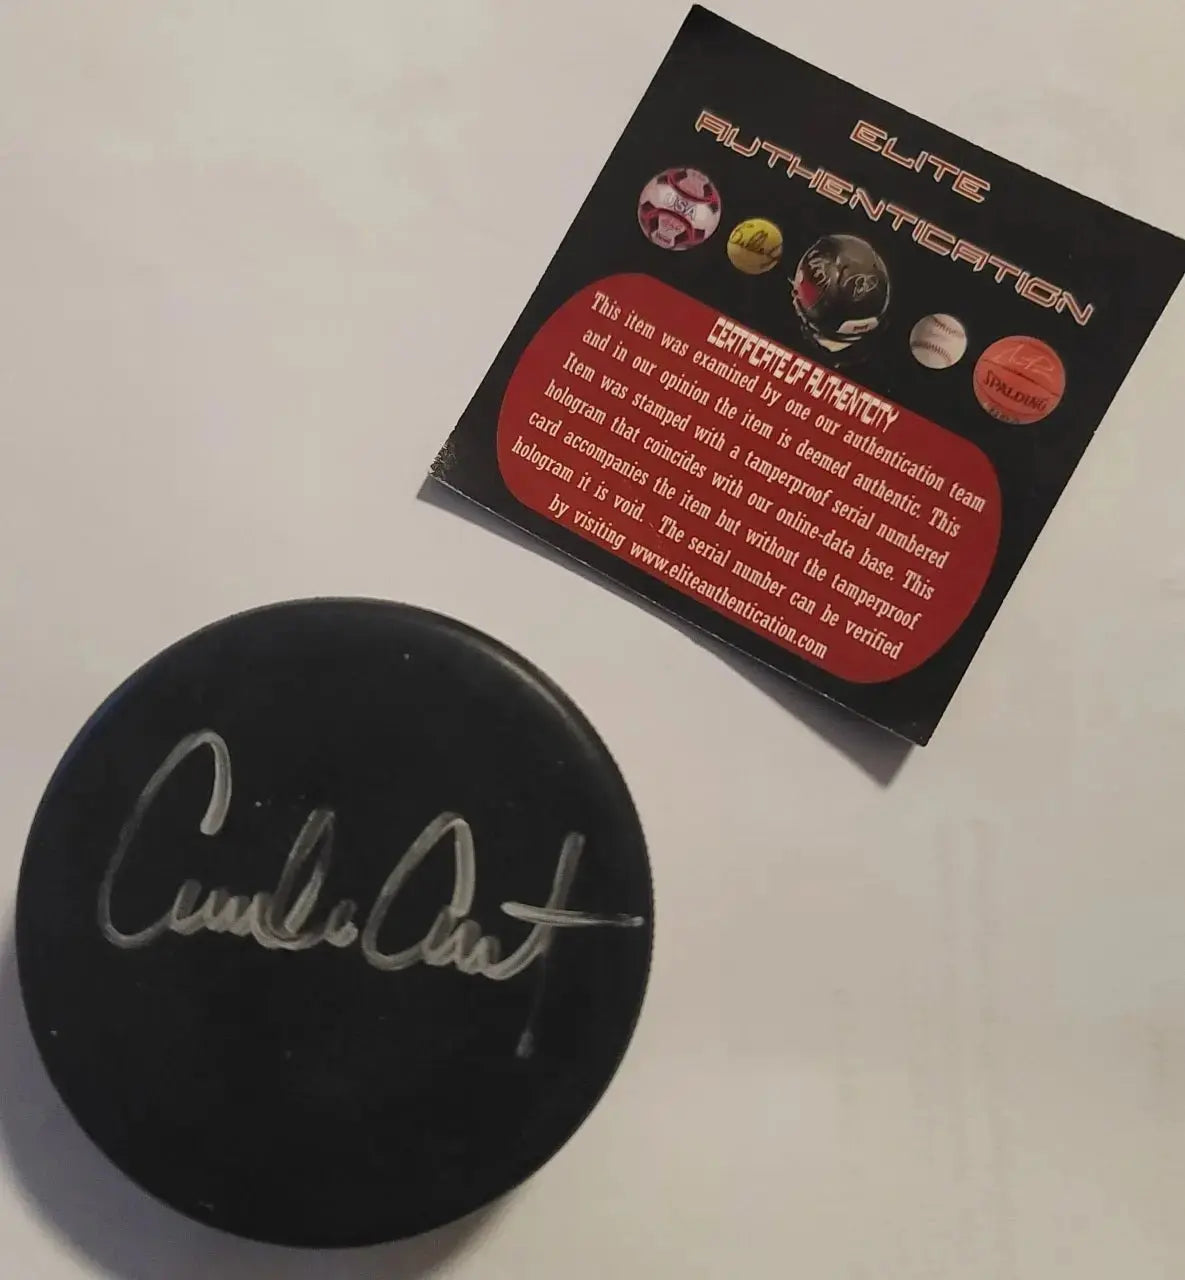 ELITE
AUTHENTICATION
USA
SPALDING
CERTIFCATE OF AUTHENTCITY
This item was examined by one our authentication team
and in our opinion the item is deemed authentic. This
Item was stamped with a tamperproof serial numbered
hologram that coincides with our online-data base. This
card accompanies the item but without the tamperproof
hologram it is void. The serial number can be verified
by visiting www.eliteauthentication.com